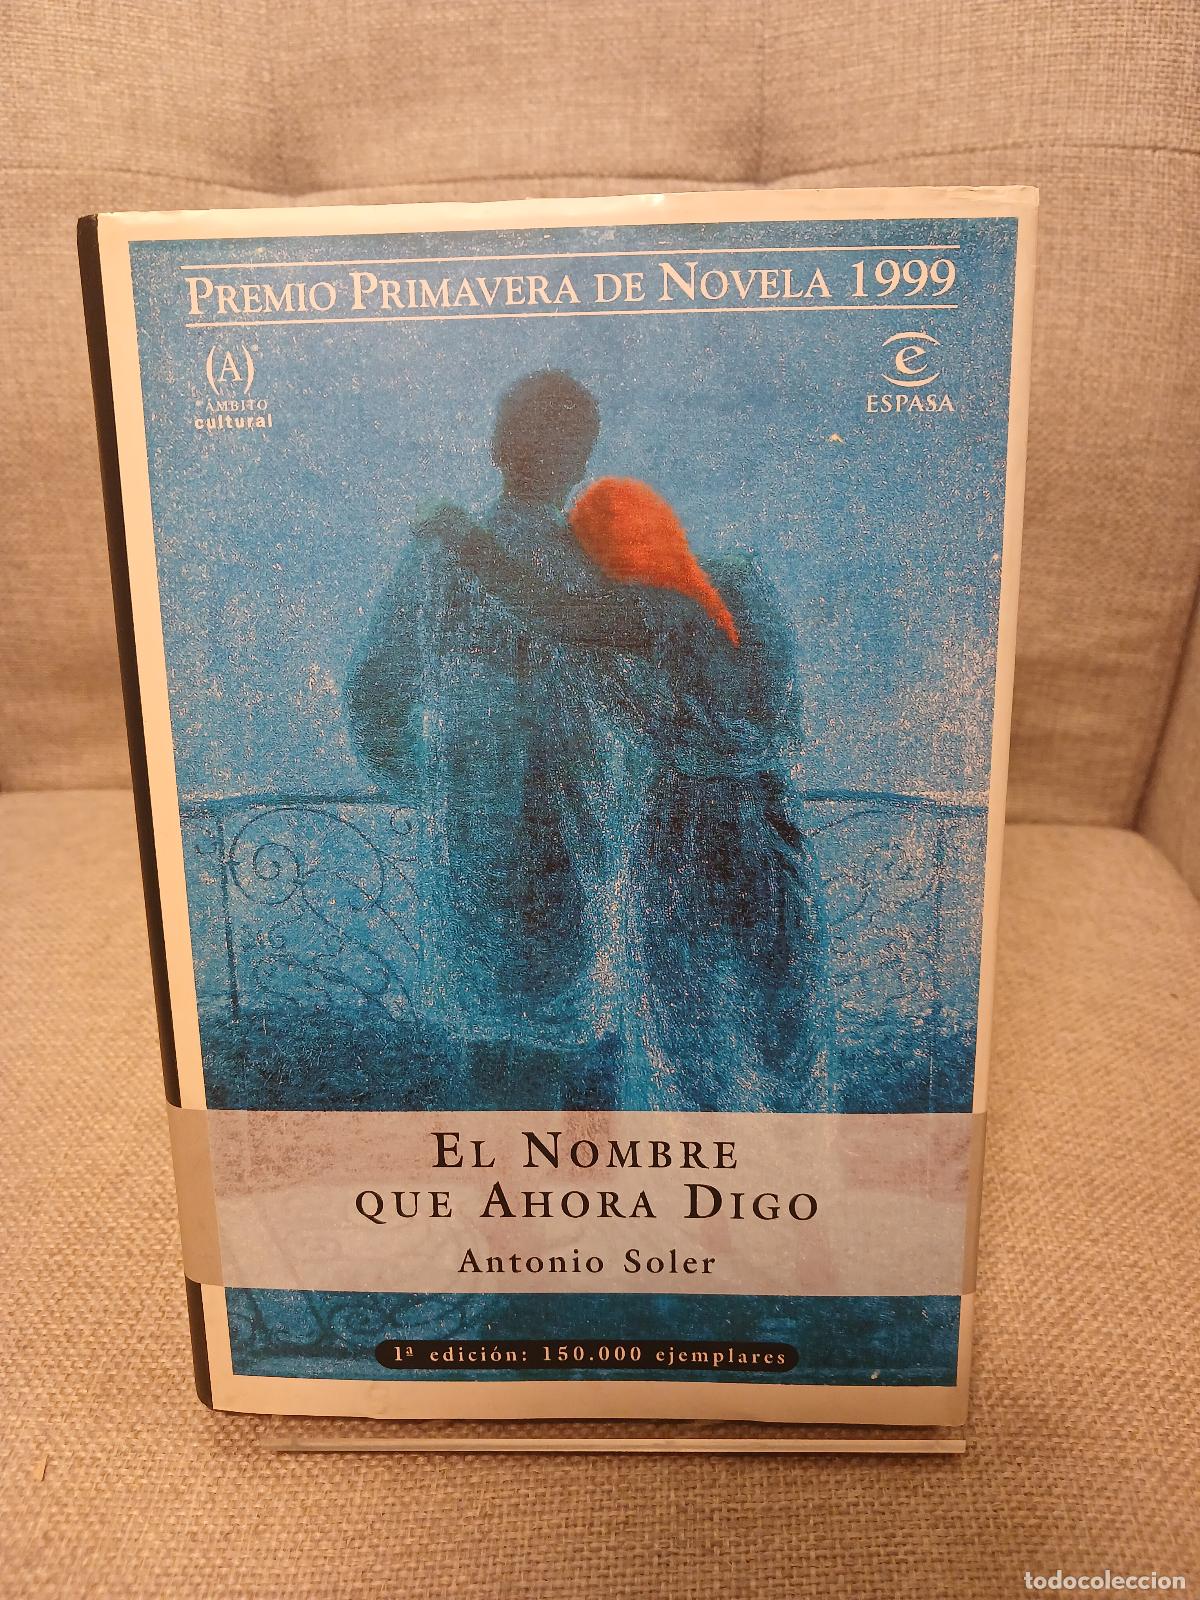 PREMIO PRIMAVERA DE NOVELA 1999
(A)
ÁMBITO
cultural
e
ESPASA
EL NOMBRE
QUE AHORA DIGO
Antonio Soler
1ª edición: 150.000 ejemplares
todocoleccion